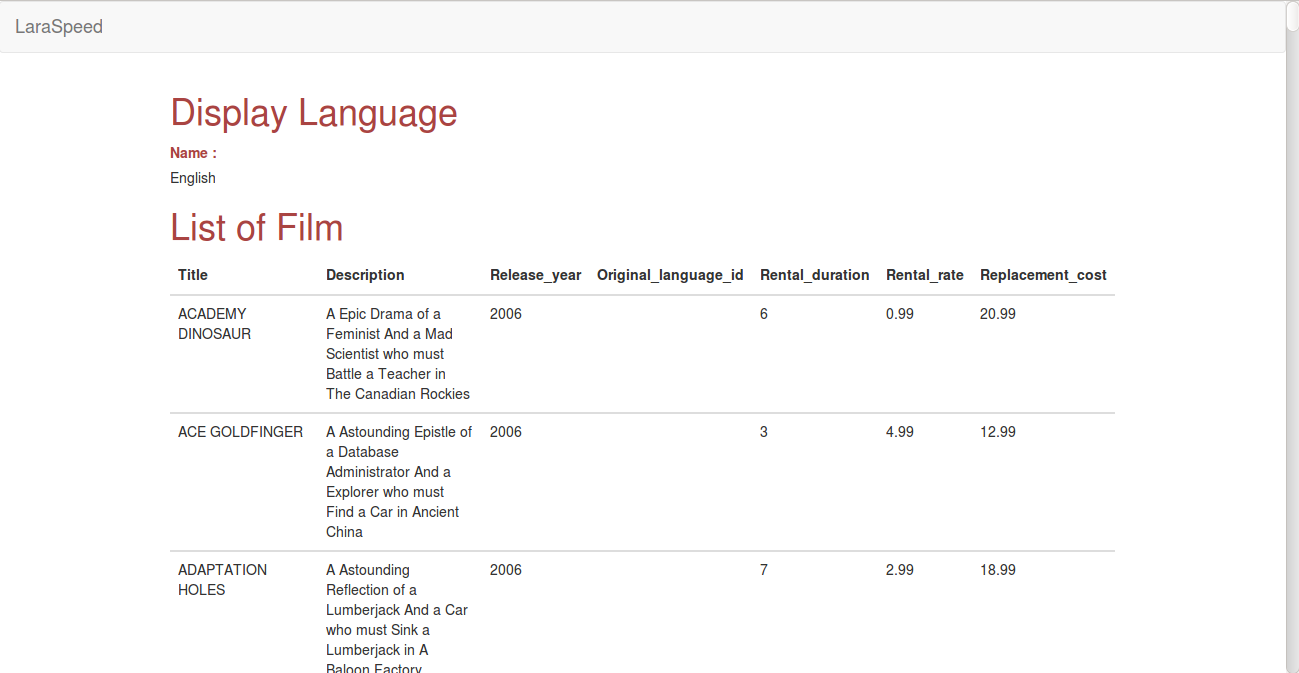 LaraSpeed
Display Language
Name :
English
List of Film
Title Description Release_year Original_language_id Rental_duration Rental_rate Replacement_cost
ACADEMY A Epic Drama of a 2006 6 0.99 20.99
DINOSAUR Feminist And a Mad
Scientist who must
Battle a Teacher in
The Canadian Rockies
ACE GOLDFINGER A Astounding Epistle of 2006 3 4.99 12.99
a Database
Administrator And a
Explorer who must
Find a Car in Ancient
China
ADAPTATION A Astounding 2006 7 2.99 18.99
HOLES Reflection of a
Lumberjack And a Car
who must Sink a
Lumberjack in A
Baloon Factory